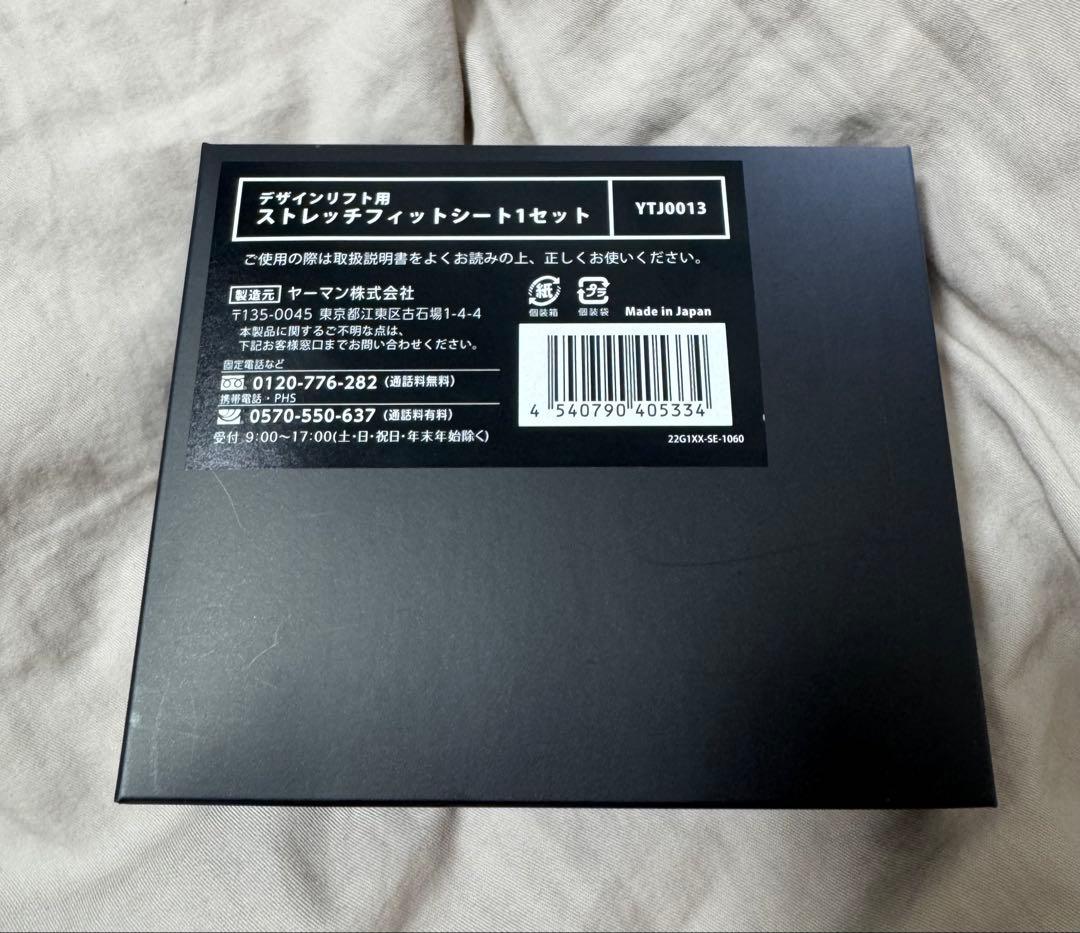 デザインリフト用
ストレッチフィットシート1セット
YTJ0013
ご使用の際は取扱説明書をよくお読みの上、正しくお使いください。
製造元 ヤーマン株式会社
〒135-0045 東京都江東区古石場1-4-4
本製品に関するご不明な点は、
下記お客様窓口までお問い合わせください。
固定電話など
0120-776-282 (通話料無料)
携帯電話・PHS
0570-550-637 (通話料有料)
受付 9:00〜17:00(土・日・祝日・年末年始除く)
紙
個装箱
プラ
個装袋
Made in Japan
4 540790 405334
22G1XX-SE-1060